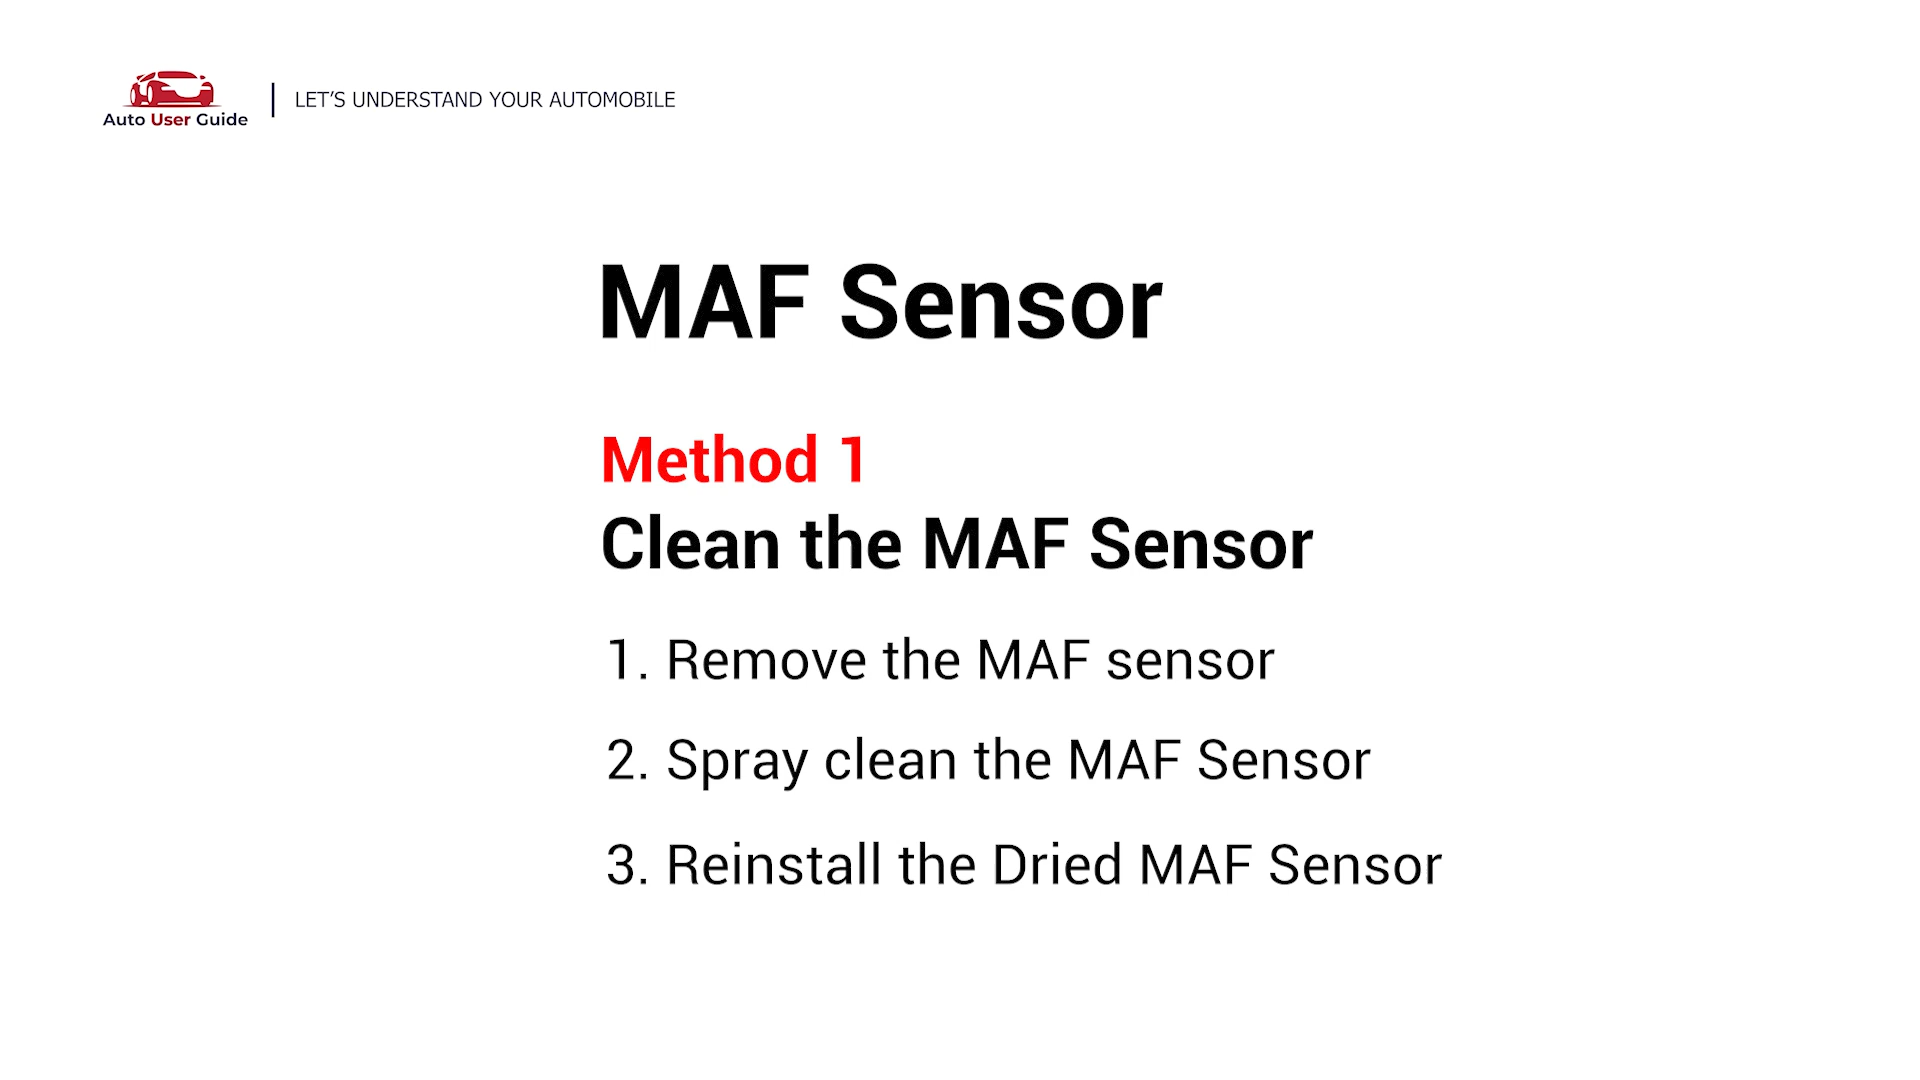 Auto User Guide
LET'S UNDERSTAND YOUR AUTOMOBILE
MAF Sensor
Method 1
Clean the MAF Sensor
1. Remove the MAF sensor
2. Spray clean the MAF Sensor
3. Reinstall the Dried MAF Sensor